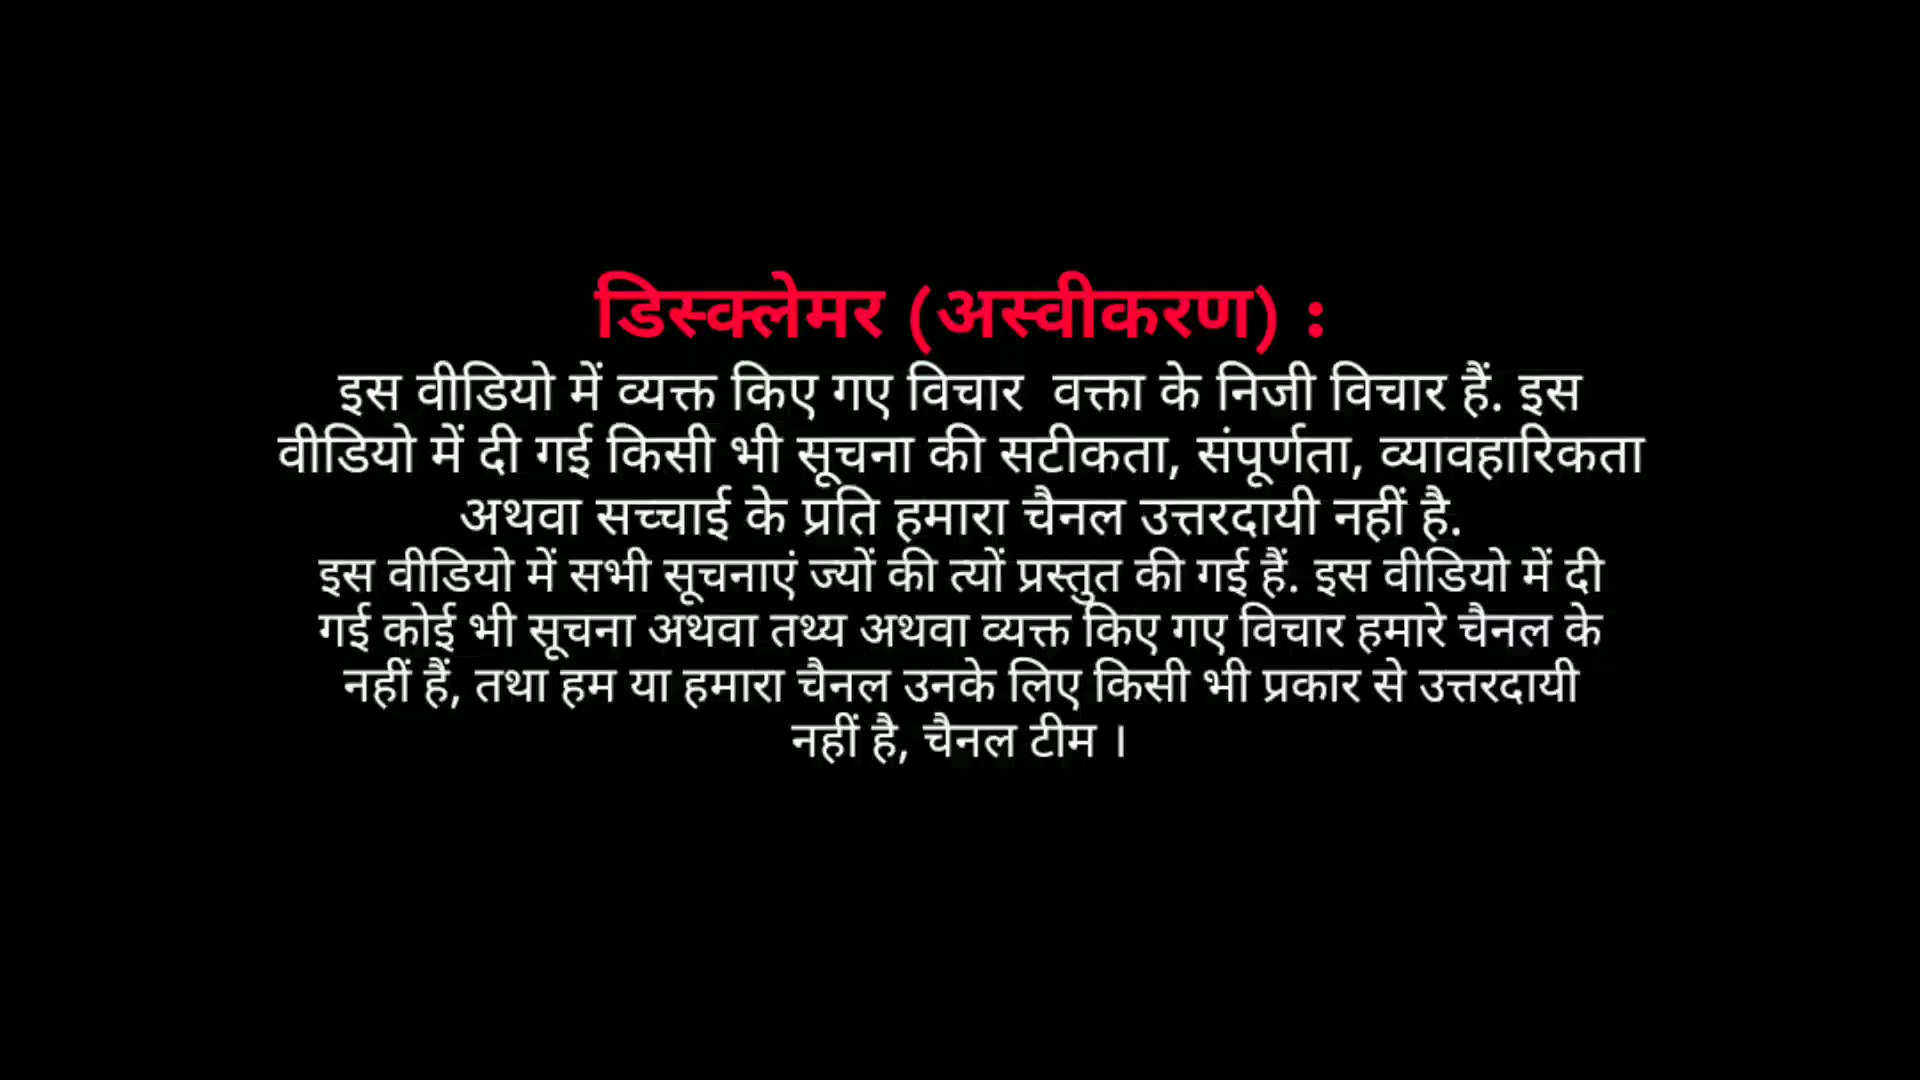 डिस्क्लेमर (अस्वीकरण) :
इस वीडियो में व्यक्त किए गए विचार  वक्ता के निजी विचार हैं. इस
वीडियो में दी गई किसी भी सूचना की सटीकता, संपूर्णता, व्यावहारिकता
अथवा सच्चाई के प्रति हमारा चैनल उत्तरदायी नहीं है.
इस वीडियो में सभी सूचनाएं ज्यों की त्यों प्रस्तुत की गई हैं. इस वीडियो में दी
गई कोई भी सूचना अथवा तथ्य अथवा व्यक्त किए गए विचार हमारे चैनल के
नहीं हैं, तथा हम या हमारा चैनल उनके लिए किसी भी प्रकार से उत्तरदायी
नहीं है, चैनल टीम ।